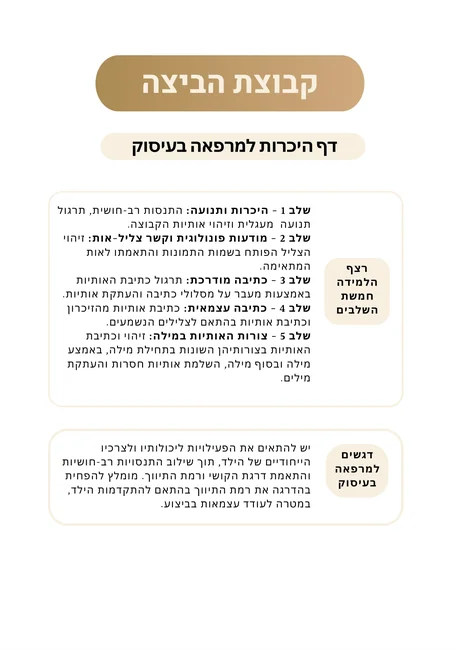 קבוצת הביצה
דף היכרות למרפאה בעיסוק
רצף
הלמידה
חמשת
השלבים
שלב 1 - היכרות ותנועה: התנסות רב-חושית, תרגול
תנועה מעגלית וזיהוי אותיות הקבוצה.
שלב 2 - מודעות פונולוגית וקשר צליל-אות: זיהוי
הצליל הפותח בשמות התמונות והתאמתו לאות
המתאימה.
שלב 3 - כתיבה מודרכת: תרגול כתיבת האותיות
באמצעות מעבר על מסלולי כתיבה והעתקת אותיות.
שלב 4 - כתיבה עצמאית: כתיבת אותיות מהזיכרון
וכתיבת אותיות בהתאם לצלילים הנשמעים.
שלב 5 - צורות האותיות במילה: זיהוי וכתיבת
האותיות בצורותיהן השונות בתחילת מילה, באמצע
מילה ובסוף מילה, השלמת אותיות חסרות והעתקת
מילים.
דגשים
למרפאה
בעיסוק
יש להתאים את הפעילויות ליכולותיו ולצרכיו
הייחודיים של הילד, תוך שילוב התנסויות רב-חושיות
והתאמת דרגת הקושי ורמת התיווך. מומלץ להפחית
בהדרגה את רמת התיווך בהתאם להתקדמות הילד,
במטרה לעודד עצמאות בביצוע.